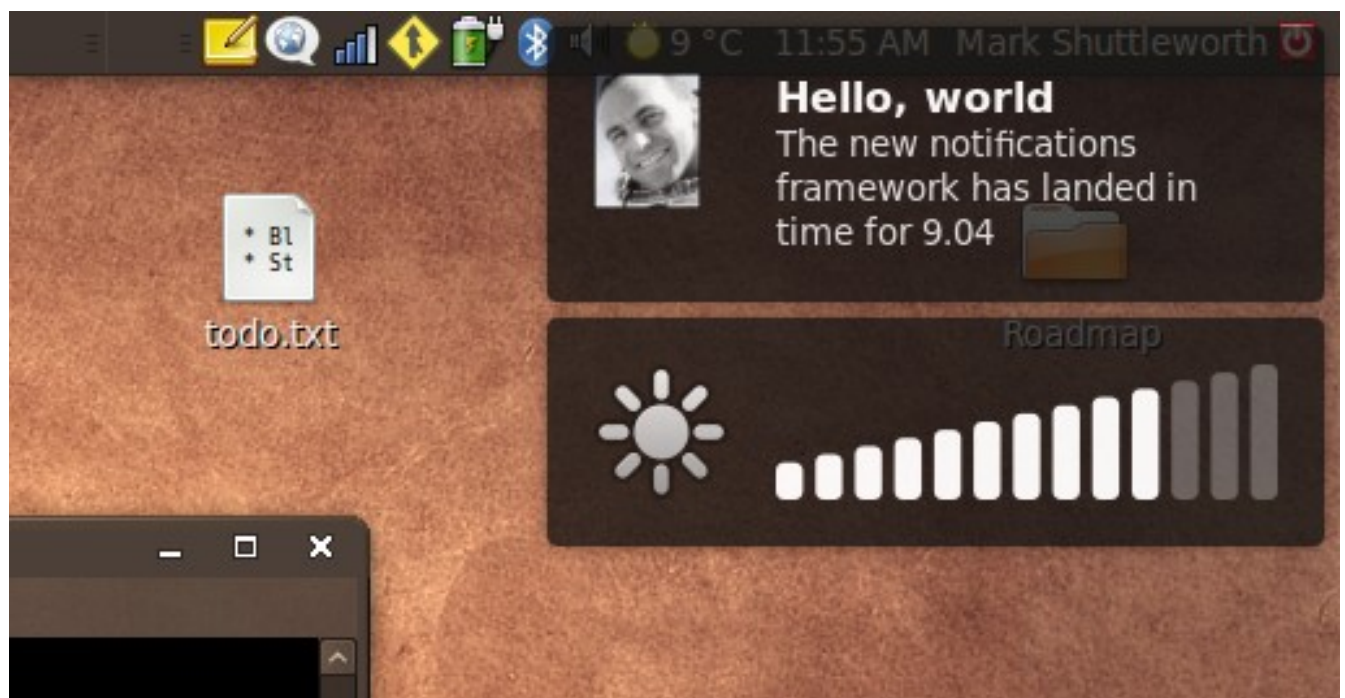 9 °C 11:55 AM Mark Shuttleworth
Hello, world
The new notifications
framework has landed in
time for 9.04
* Bl
* St
todo.txt
Roadmap